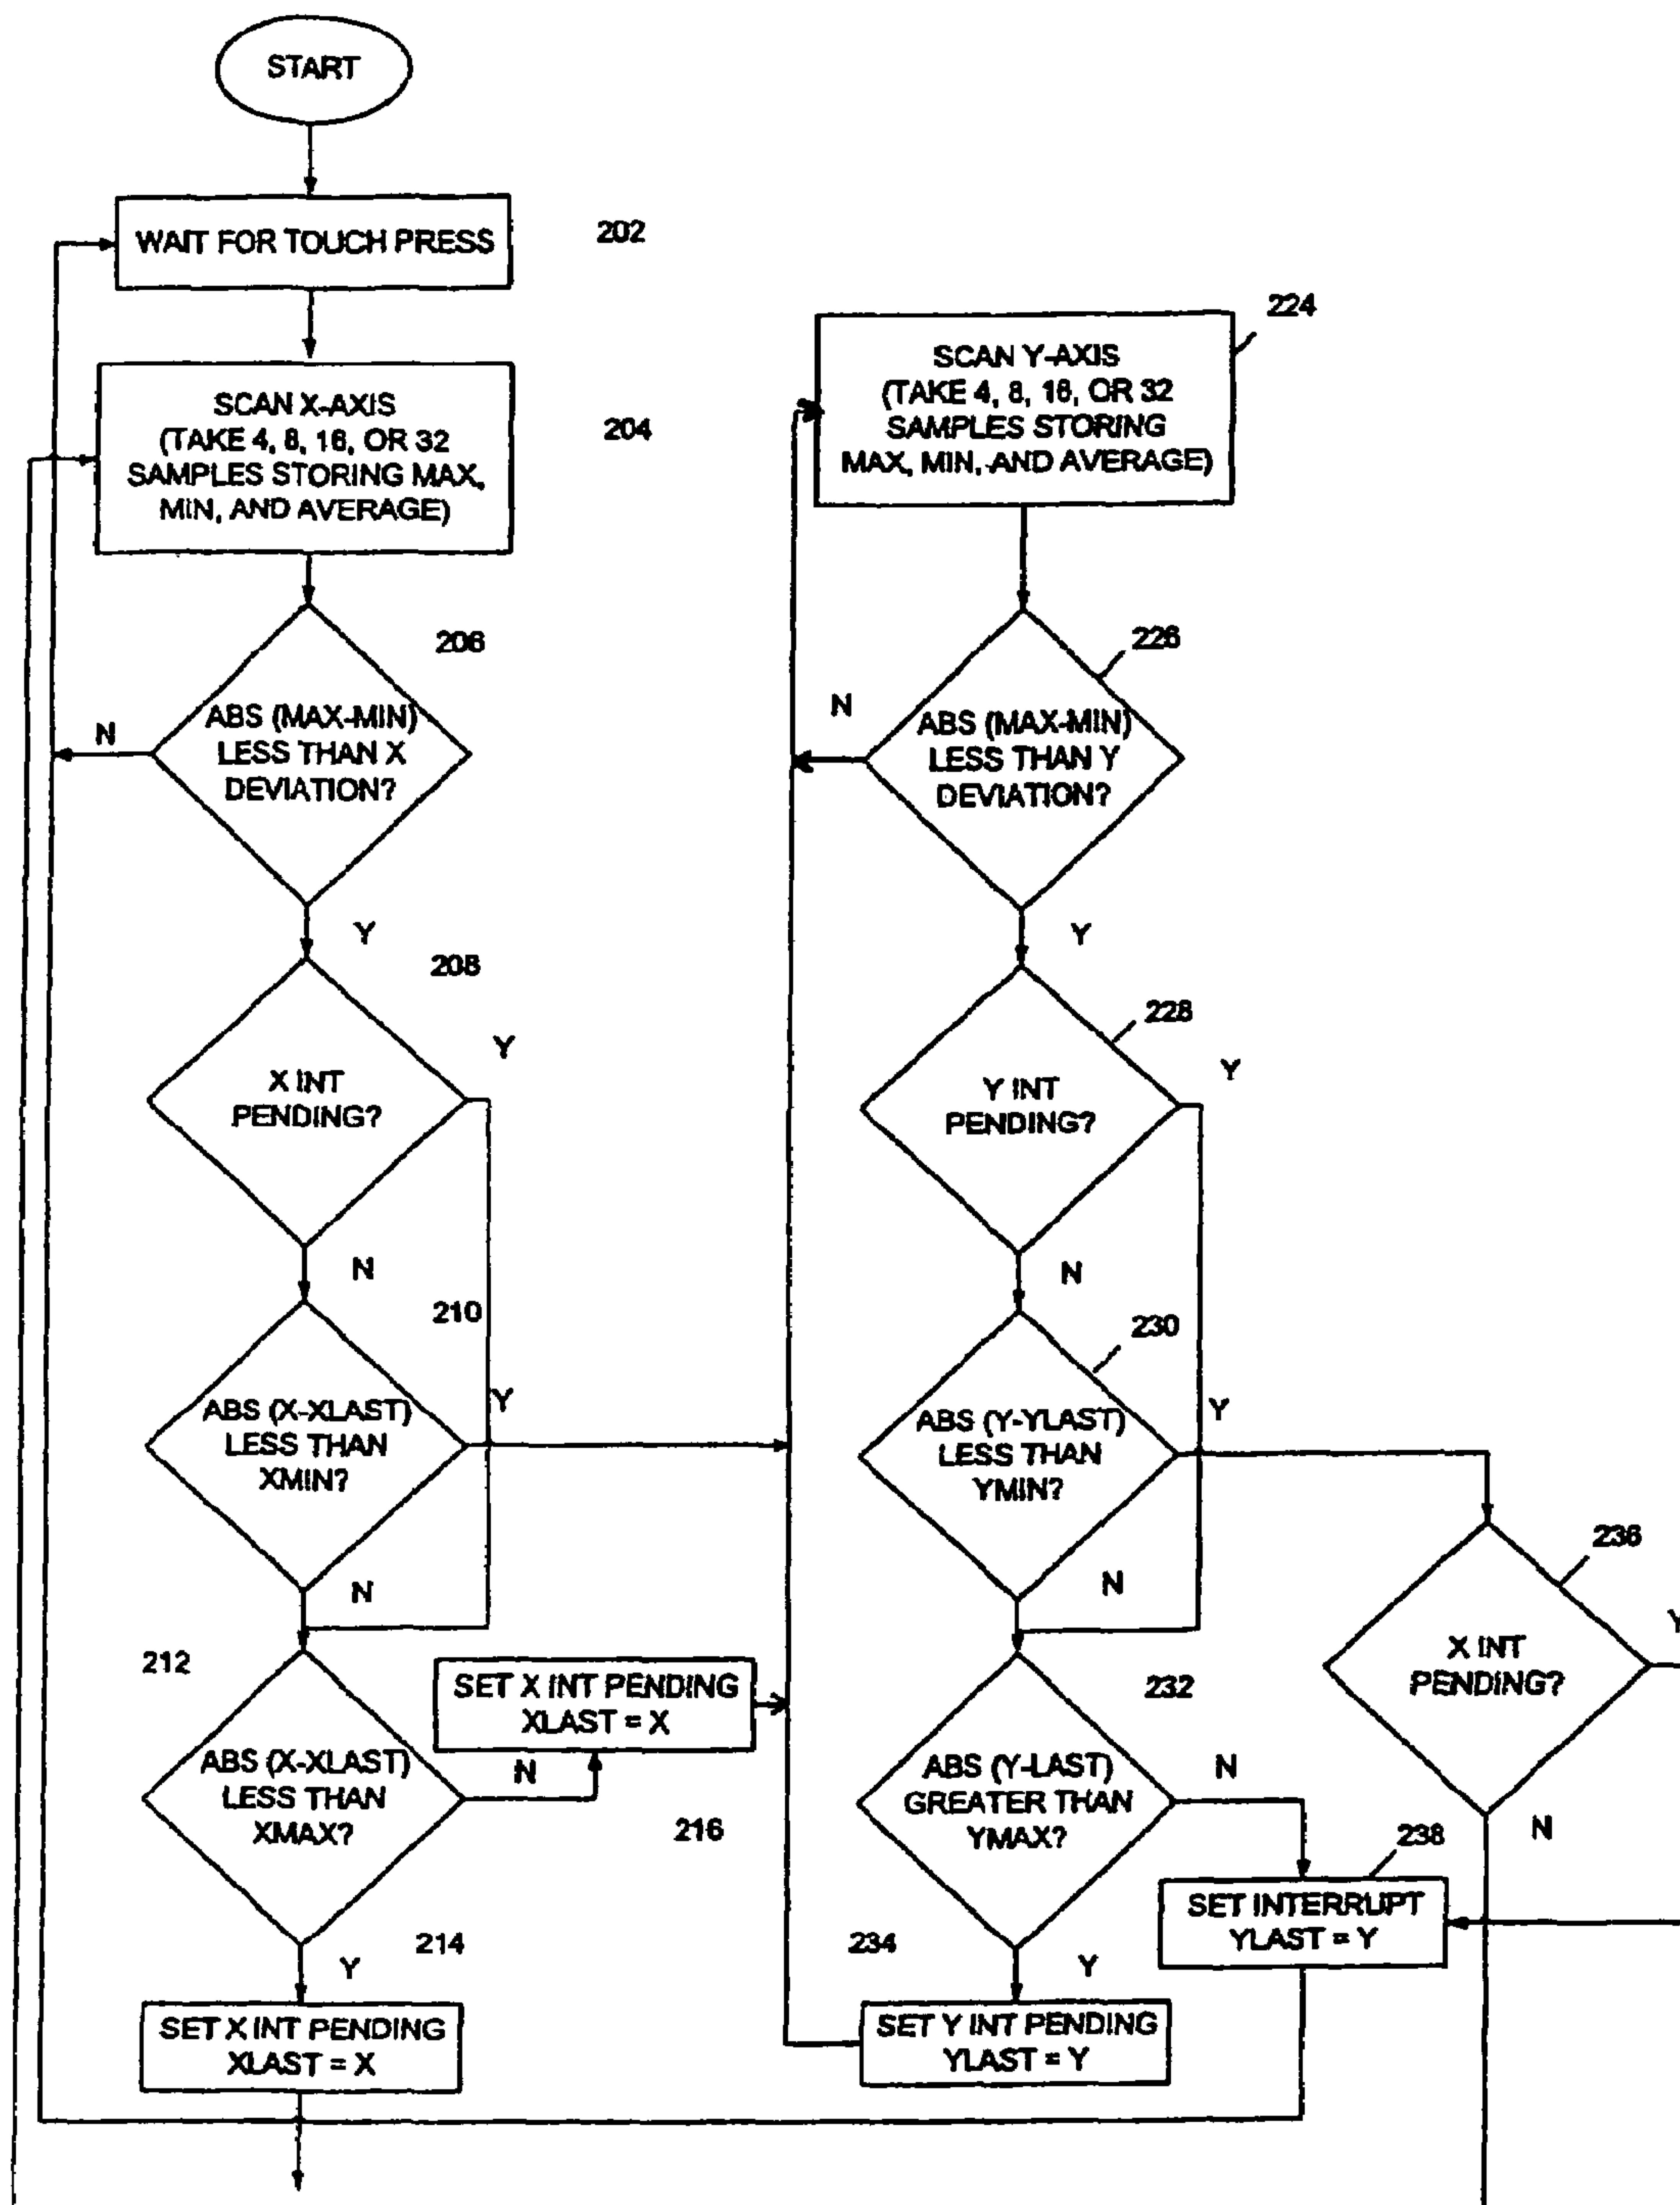 START
WAIT FOR TOUCH PRESS
202
SCAN X-AXIS
(TAKE 4, 8, 16, OR 32
SAMPLES STORING MAX,
MIN, AND AVERAGE)
204
ABS (MAX-MIN)
LESS THAN X
DEVIATION?
206
N
Y
X INT
PENDING?
208
Y
N
ABS (X-XLAST)
LESS THAN
XMIN?
210
Y
N
212
ABS (X-XLAST)
LESS THAN
XMAX?
N
SET X INT PENDING
XLAST = X
216
Y
214
SET X INT PENDING
XLAST = X
224
SCAN Y-AXIS
(TAKE 4, 8, 16, OR 32
SAMPLES STORING
MAX, MIN, AND AVERAGE)
226
N
ABS (MAX-MIN)
LESS THAN Y
DEVIATION?
Y
228
Y INT
PENDING?
Y
N
230
ABS (Y-YLAST)
LESS THAN
YMIN?
Y
N
232
ABS (Y-LAST)
GREATER THAN
YMAX?
N
234
Y
SET Y INT PENDING
YLAST = Y
236
X INT
PENDING?
Y
N
238
SET INTERRUPT
YLAST = Y